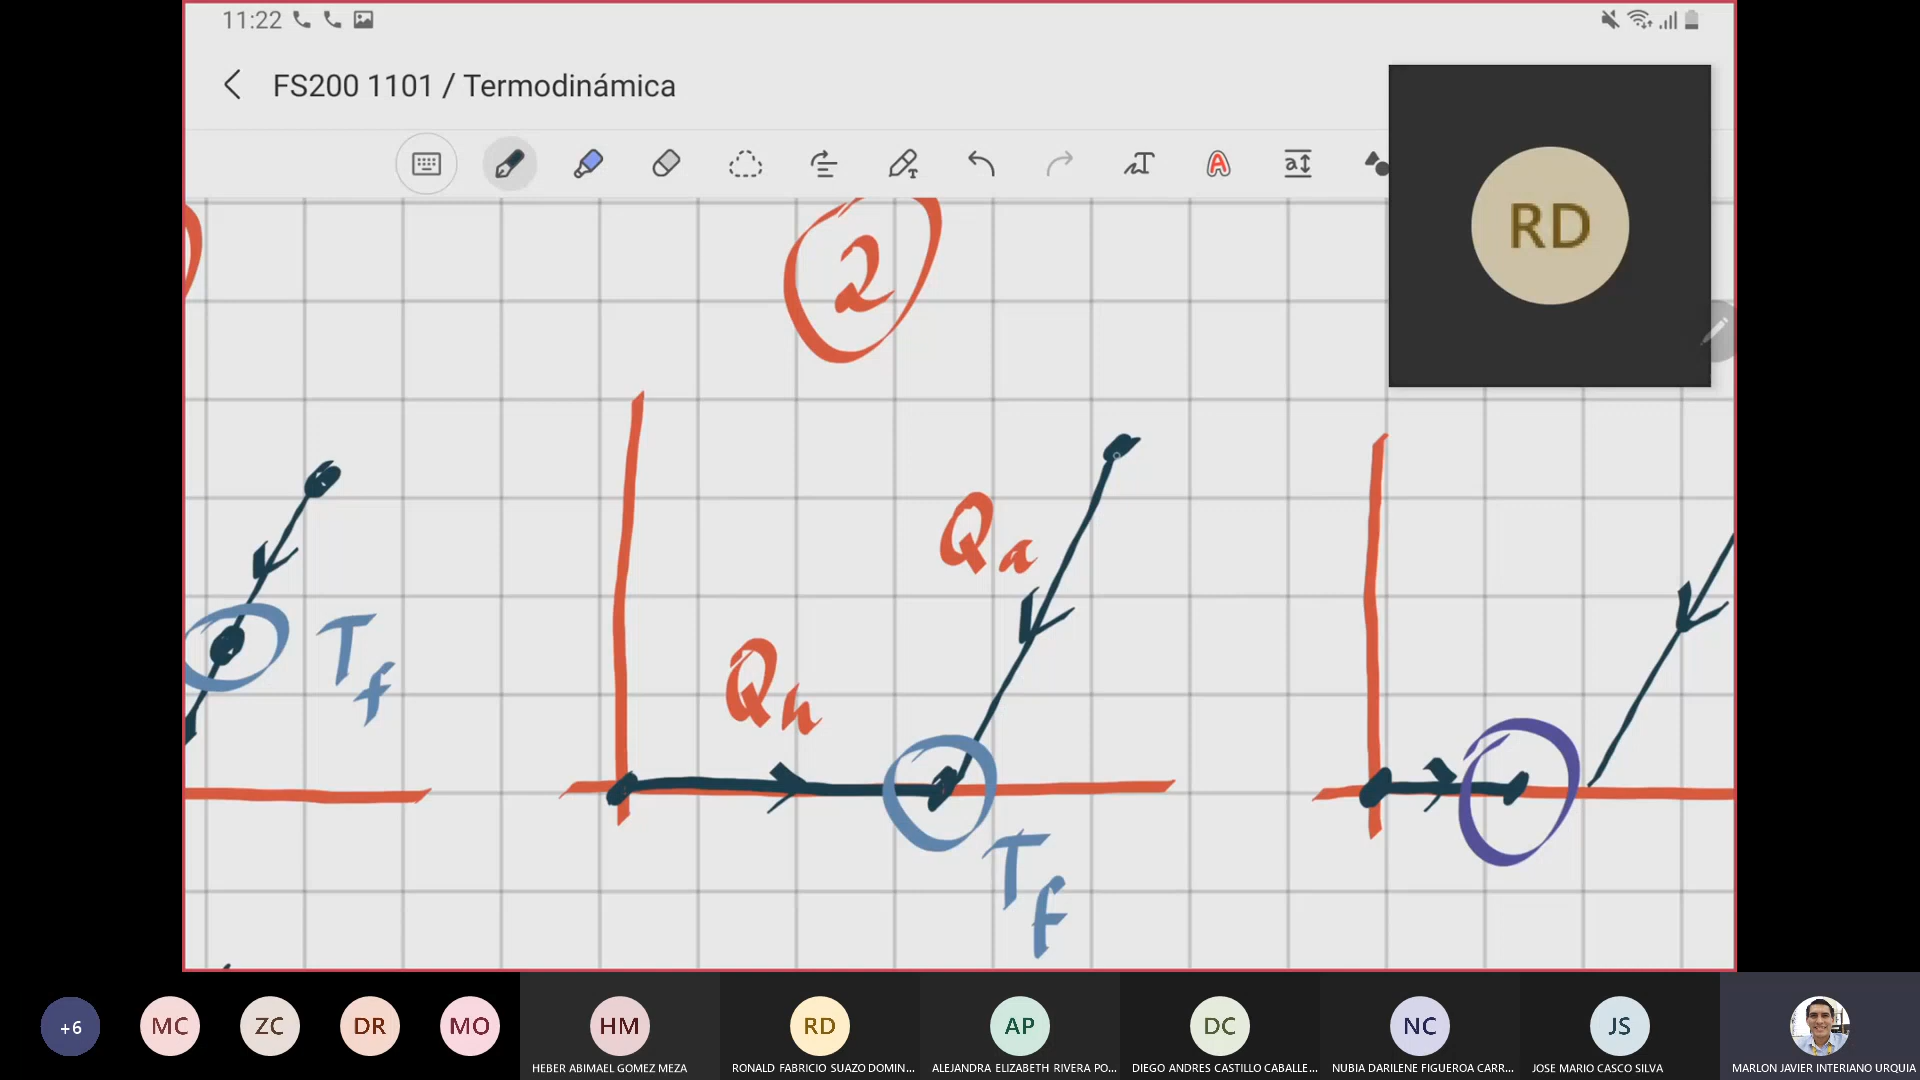 11:22
FS200 1101 / Termodinámica
RD
2
Qa
Tf
Qh
Tf
+6
MC
ZC
DR
MO
HM
RD
AP
DC
NC
JS
HEBER ABIMAEL GOMEZ MEZA
RONALD FABRICIO SUAZO DOMIN...
ALEJANDRA ELIZABETH RIVERA PO...
DIEGO ANDRES CASTILLO CABALLE...
NUBIA DARILENE FIGUEROA CARR...
JOSE MARIO CASCO SILVA
MARLON JAVIER INTERIANO URQUIA